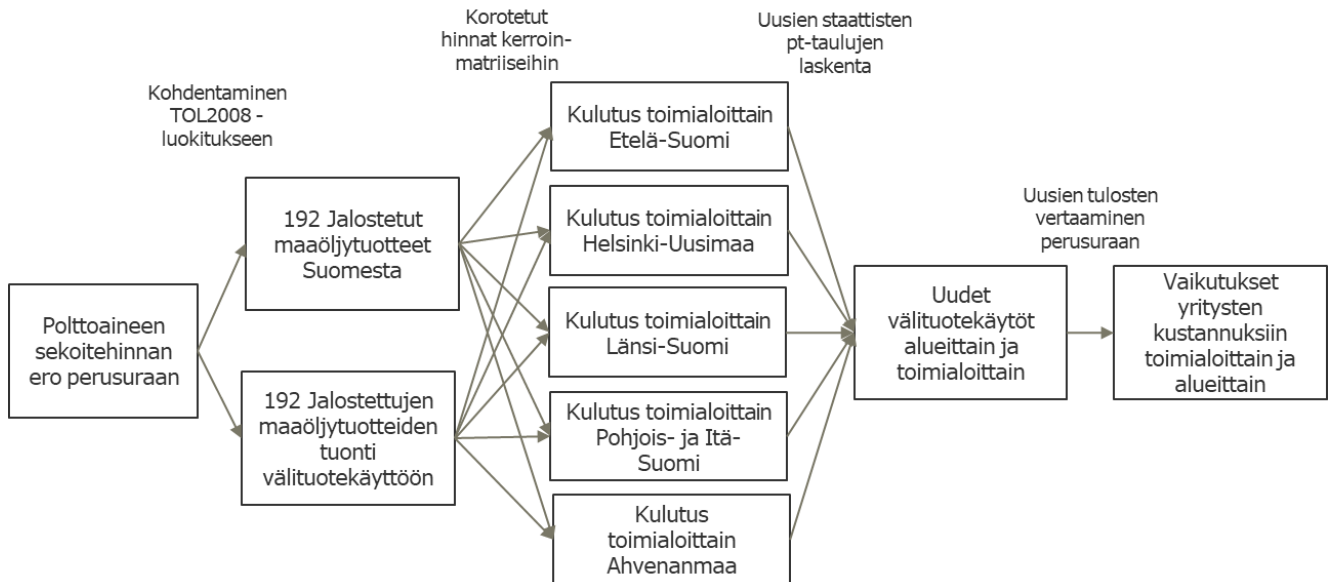 Kohdentaminen
TOL2008 -
luokitukseen
Korotetut
hinnat kerroin-
matriiseihin
Uusien staattisten
pt-taulujen
laskenta
Uusien tulosten
vertaaminen
perusuraan
Polttoaineen
sekoitehinnan
ero perusuraan
192 Jalostetut
maaöljytuotteet
Suomesta
192 Jalostettujen
maaöljytuotteiden
tuonti
välituotekäyttöön
Kulutus toimialoittain
Etelä-Suomi
Kulutus toimialoittain
Helsinki-Uusimaa
Kulutus toimialoittain
Länsi-Suomi
Kulutus toimialoittain
Pohjois- ja Itä-
Suomi
Kulutus
toimialoittain
Ahvenanmaa
Uudet
välituotekäytöt
alueittain ja
toimialoittain
Vaikutukset
yritysten
kustannuksiin
toimialoittain ja
alueittain